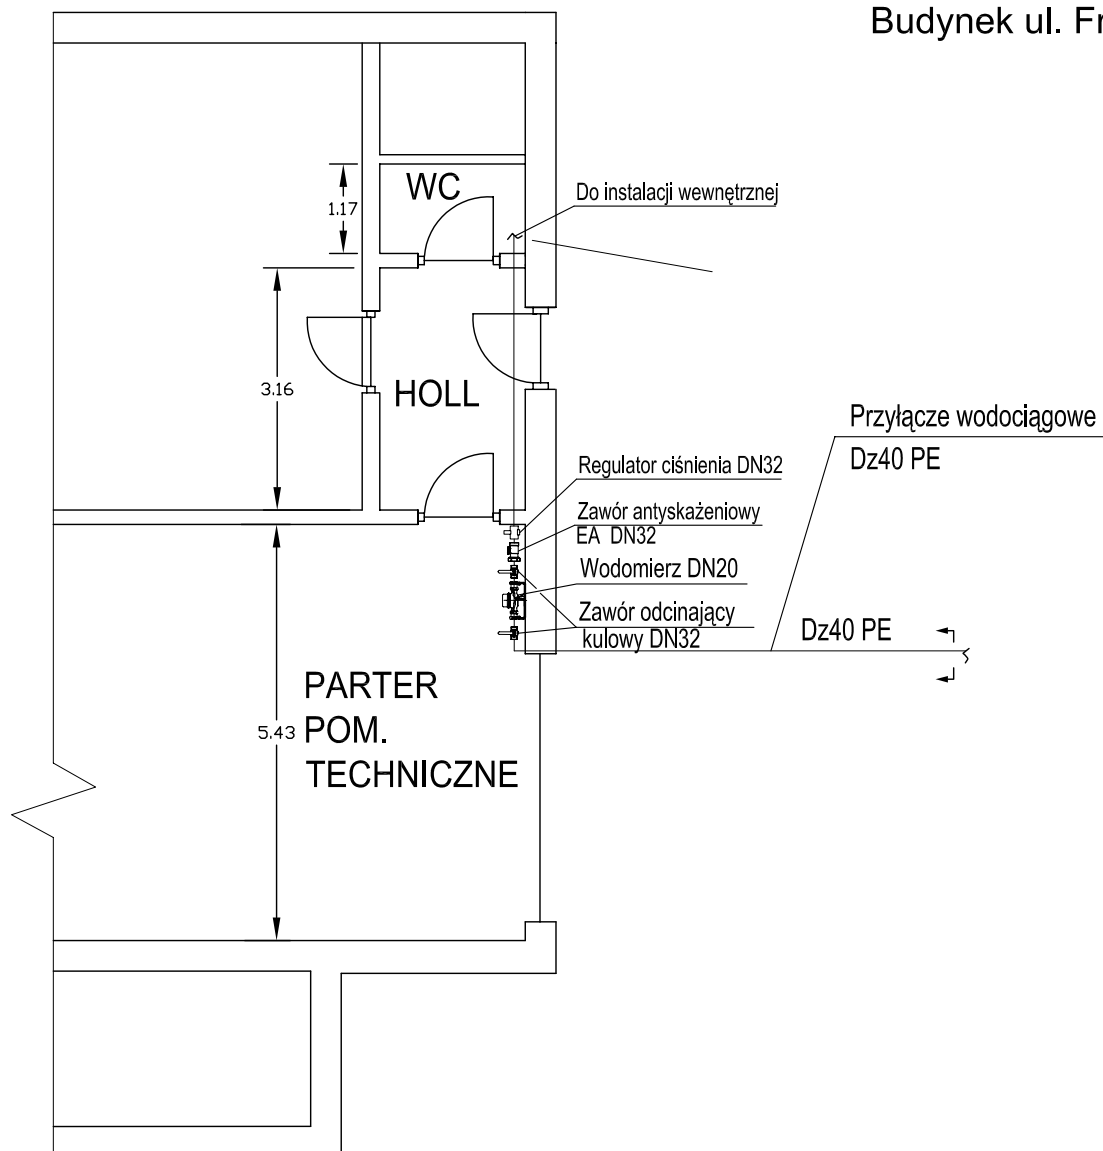 Budynek ul.
WC
Do instalacji wewnętrznej
1.17
3.16
HOLL
Przyłącze wodociągowe
Dz40 PE
Regulator ciśnienia DN32
Zawór antyskażeniowy
EA DN32
Wodomierz DN20
Zawór odcinający
kulowy DN32
Dz40 PE
PARTER
5.43
POM.
TECHNICZNE